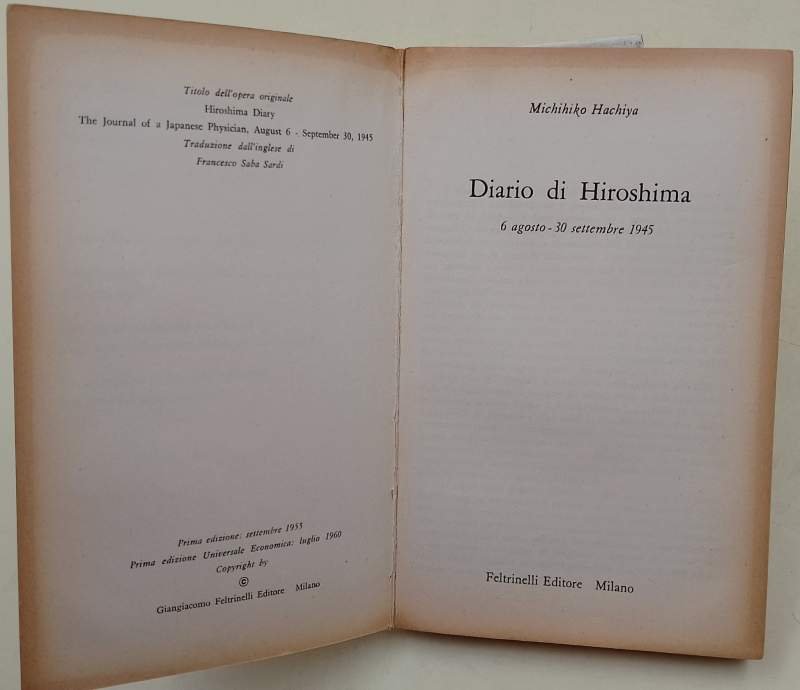 Titolo dell'opera originale
Hiroshima Diary
The Journal of a Japanese Physician, August 6 - September 30, 1945
Traduzione dall'inglese di
Francesco Saba Sardi
Prima edizione: settembre 1955
Prima edizione Universale Economica: luglio 1960
Copyright by
©
Giangiacomo Feltrinelli Editore Milano
Michihiko Hachiya
Diario di Hiroshima
6 agosto - 30 settembre 1945
Feltrinelli Editore Milano